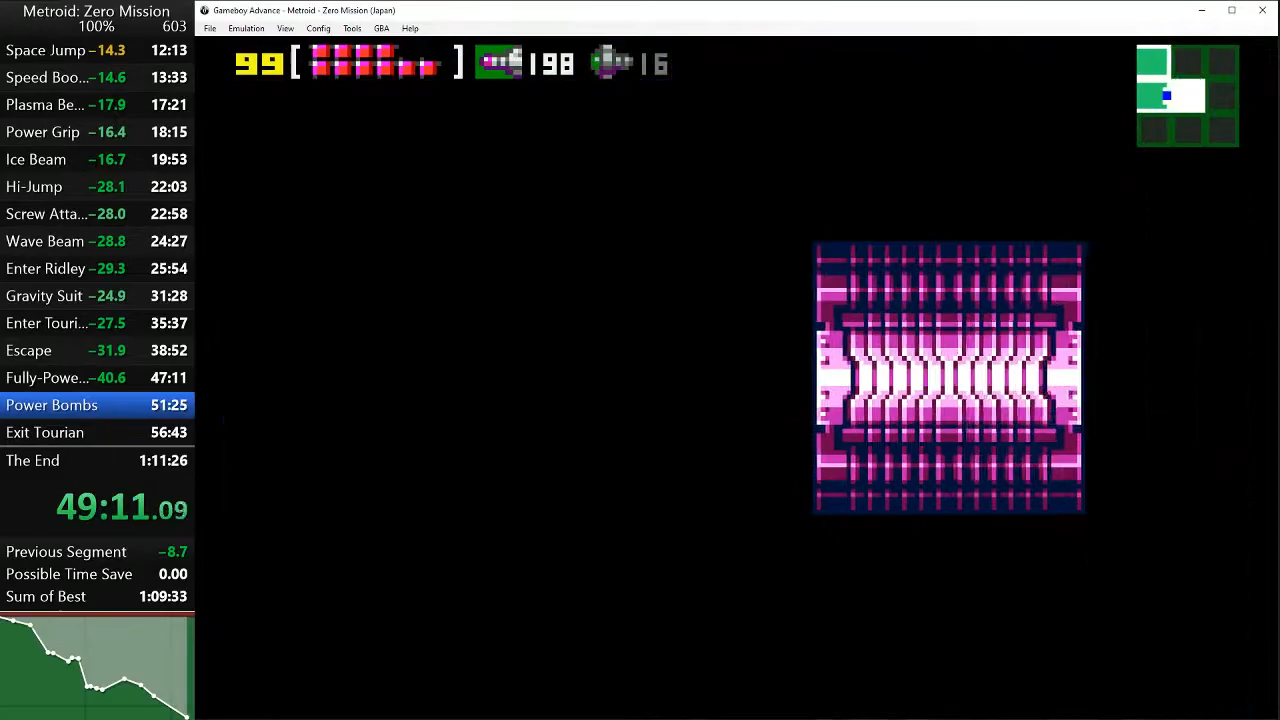 Metroid: Zero Mission
100% 603
Space Jump −14.3 12:13
Speed Boo... −14.6 13:33
Plasma Be... −17.9 17:21
Power Grip −16.4 18:15
Ice Beam −16.7 19:53
Hi-Jump −28.1 22:03
Screw Atta... −28.0 22:58
Wave Beam −28.8 24:27
Enter Ridley −29.3 25:54
Gravity Suit −24.9 31:28
Enter Touri... −27.5 35:37
Escape −31.9 38:52
Fully-Powe... −40.6 47:11
Power Bombs 51:25
Exit Tourian 56:43
The End 1:11:26
49:11.09
Previous Segment −8.7
Possible Time Save 0.00
Sum of Best 1:09:33
Gameboy Advance - Metroid - Zero Mission (Japan)
File Emulation View Config Tools GBA Help
99 [ ] 198 16